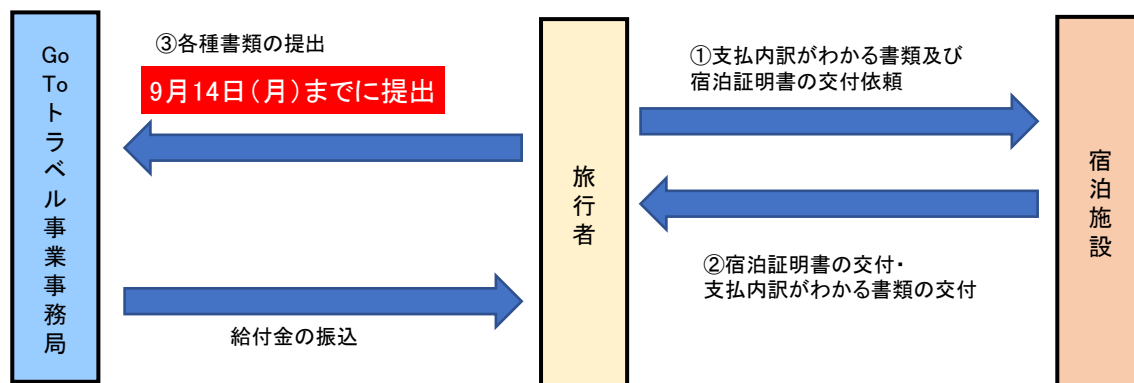 Go
To
トラベル事業事務局
③各種書類の提出
9月14日(月)までに提出
給付金の振込
旅行者
①支払内訳がわかる書類及び
宿泊証明書の交付依頼
②宿泊証明書の交付・
支払内訳がわかる書類の交付
宿泊施設